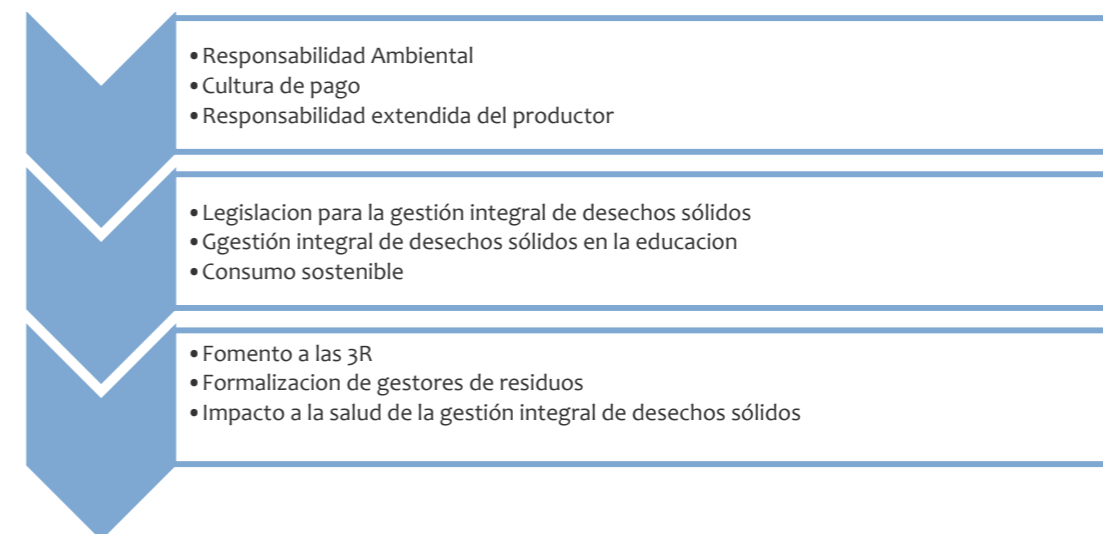 •Responsabilidad Ambiental
•Cultura de pago
•Responsabilidad extendida del productor
•Legislacion para la gestión integral de desechos sólidos
•Ggestión integral de desechos sólidos en la educacion
•Consumo sostenible
•Fomento a las 3R
•Formalizacion de gestores de residuos
•Impacto a la salud de la gestión integral de desechos sólidos